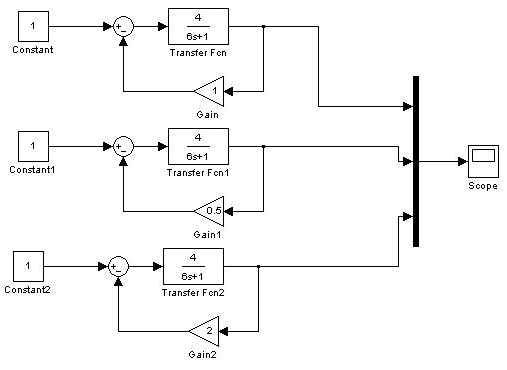 1
Constant
+
−
4
6s+1
Transfer Fcn
1
Gain
1
Constant1
+
−
4
6s+1
Transfer Fcn1
0.5
Gain1
Scope
1
Constant2
+
−
4
6s+1
Transfer Fcn2
2
Gain2